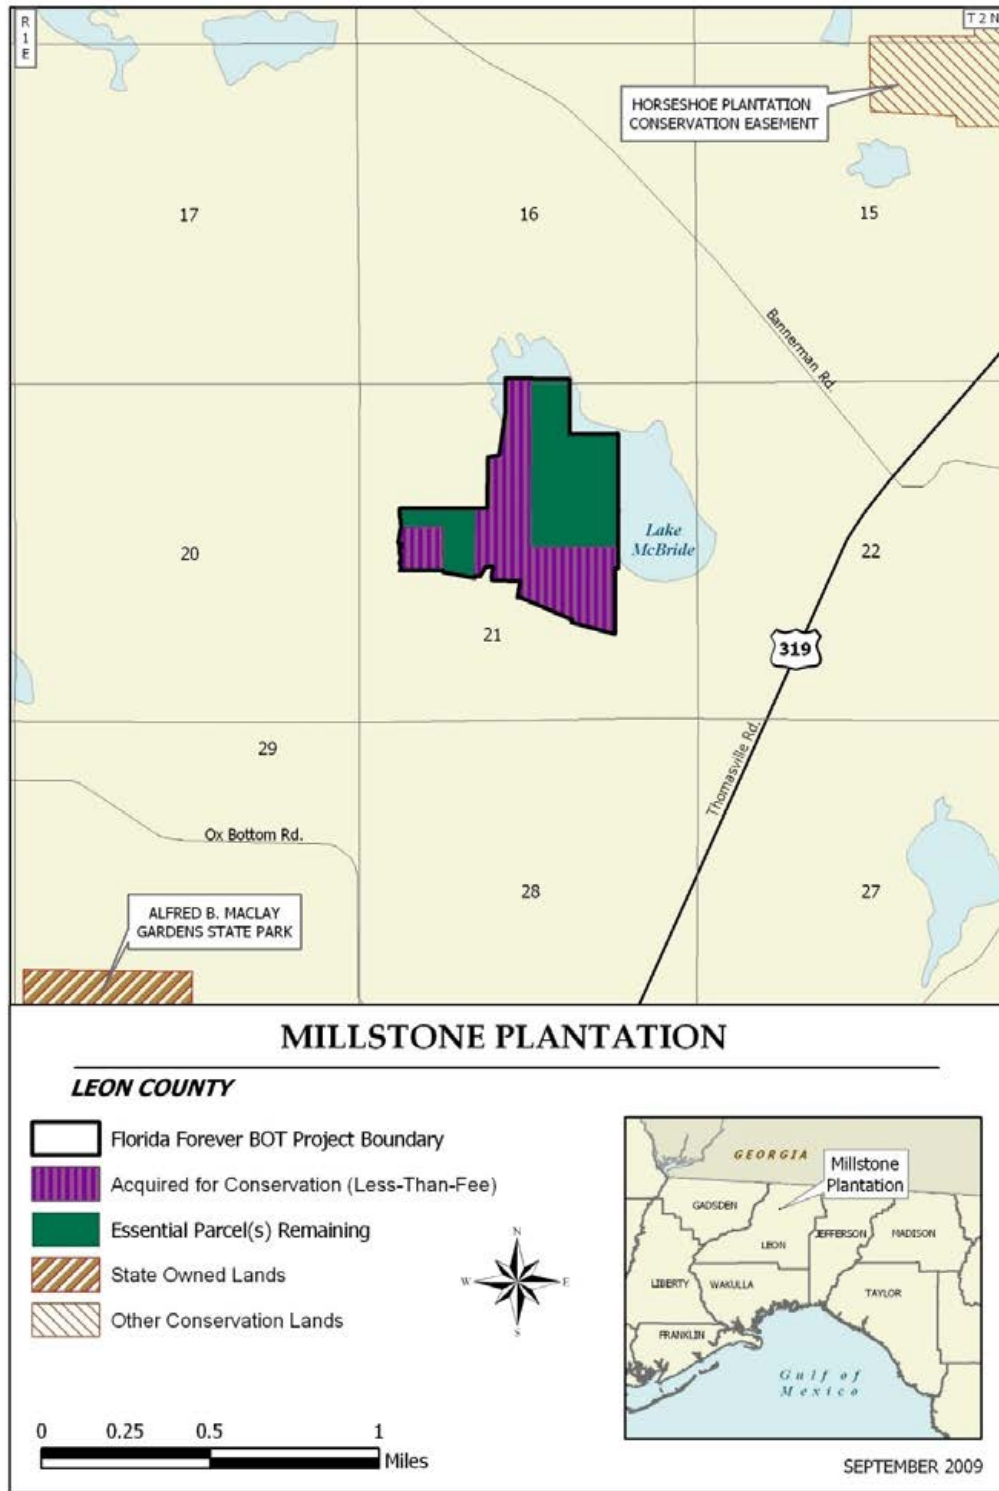 R
1
E
T 2 N
HORSESHOE PLANTATION
CONSERVATION EASEMENT
17
16
15
Bannerman Rd.
20
Lake
McBride
22
21
319
29
Thomasville Rd.
Ox Bottom Rd.
28
27
ALFRED B. MACLAY
GARDENS STATE PARK
MILLSTONE PLANTATION
LEON COUNTY
Florida Forever BOT Project Boundary
Acquired for Conservation (Less-Than-Fee)
Essential Parcel(s) Remaining
State Owned Lands
Other Conservation Lands
N
W
E
S
0 0.25 0.5 1
Miles
GEORGIA
Millstone
Plantation
GADSDEN
LEON
JEFFERSON
MADISON
LIBERTY
WAKULLA
TAYLOR
FRANKLIN
Gulf of
Mexico
SEPTEMBER 2009